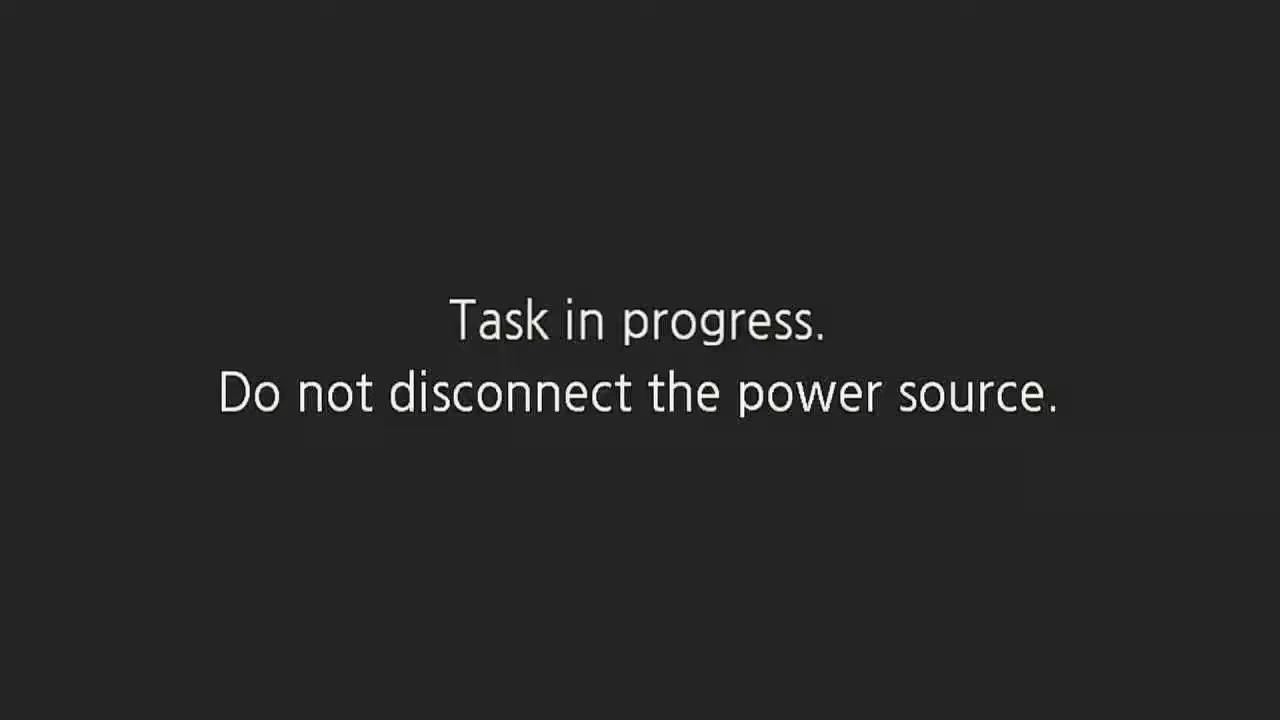 Task in progress.
Do not disconnect the power source.